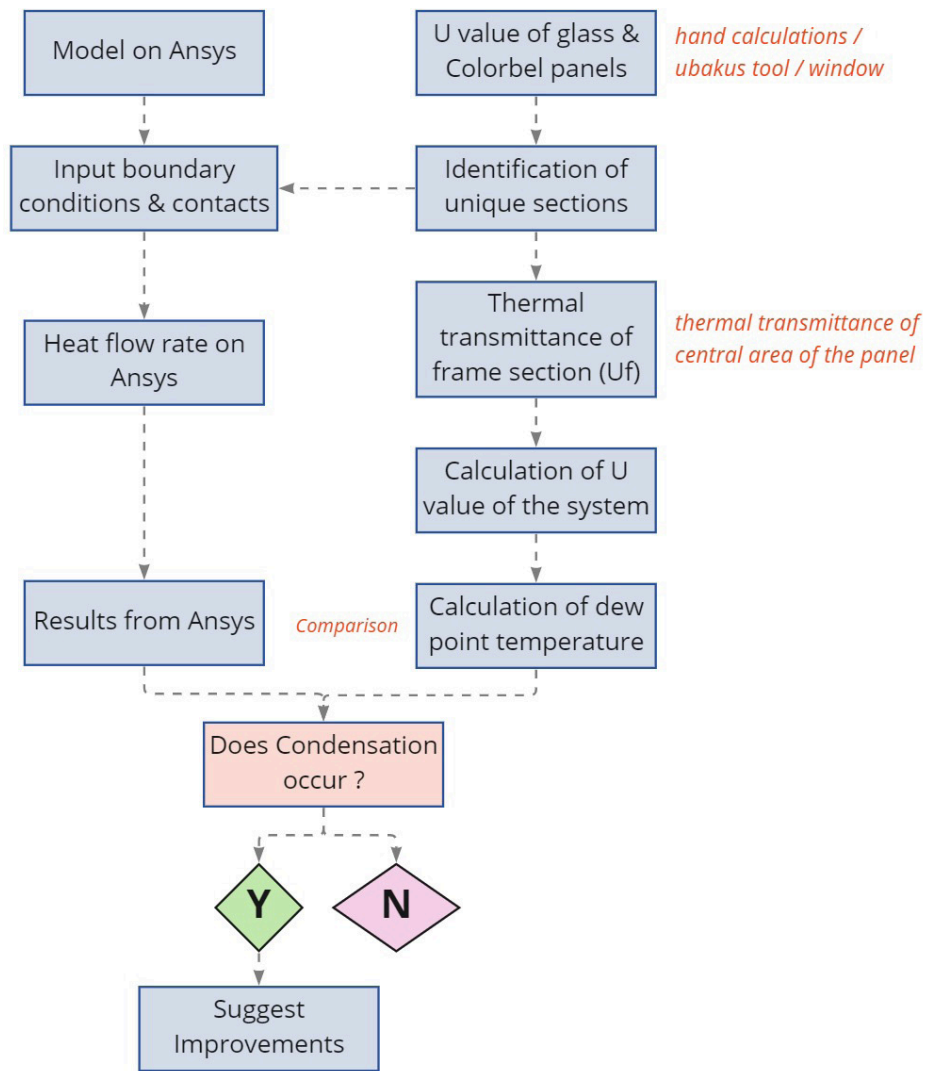 Model on Ansys
U value of glass &
Colorbel panels
hand calculations /
ubakus tool / window
Input boundary
conditions & contacts
Identification of
unique sections
Heat flow rate on
Ansys
Thermal
transmittance of
frame section (Uf)
thermal transmittance of
central area of the panel
Calculation of U
value of the system
Results from Ansys
Comparison
Calculation of dew
point temperature
Does Condensation
occur ?
Y
N
Suggest
Improvements